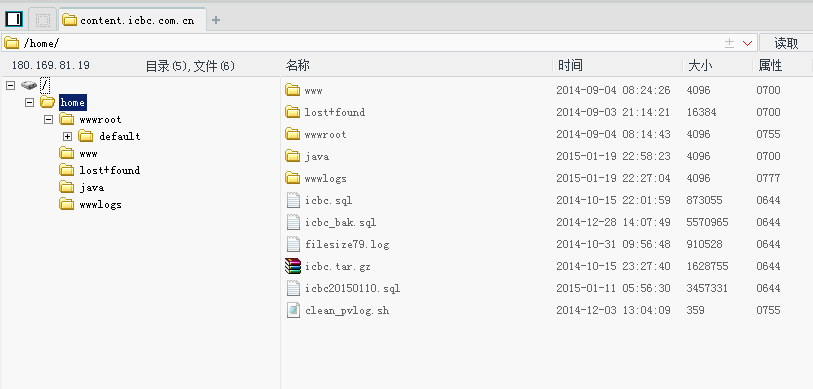 content.icbc.com.cn
/home/ 读取
180.169.81.19 目录(5),文件(6) 名称 时间 大小 属性
/
home
wwwroot
default
www
lost+found
java
wwwlogs
www 2014-09-04 08:24:26 4096 0700
lost+found 2014-09-03 21:14:21 16384 0700
wwwroot 2014-09-04 08:14:43 4096 0755
java 2015-01-19 22:58:23 4096 0700
wwwlogs 2015-01-19 22:27:04 4096 0777
icbc.sql 2014-10-15 22:01:59 873055 0644
icbc_bak.sql 2014-12-28 14:07:49 5570965 0644
filesize79.log 2014-10-31 09:56:48 910528 0644
icbc.tar.gz 2014-10-15 23:27:40 1628755 0644
icbc20150110.sql 2015-01-11 05:56:30 3457331 0644
clean_pvlog.sh 2014-12-03 13:04:09 359 0755